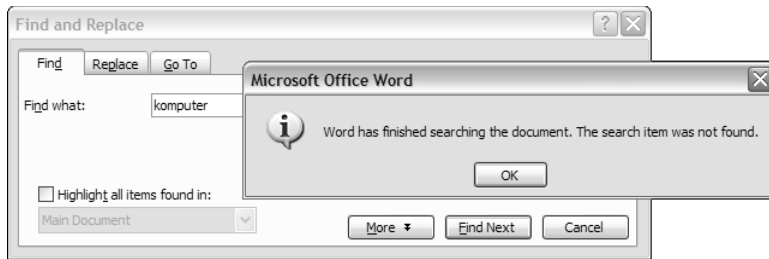 Find and Replace
Find Replace Go To
Microsoft Office Word
Find what: komputer
Word has finished searching the document. The search item was not found.
OK
Highlight all items found in:
Main Document
More Find Next Cancel